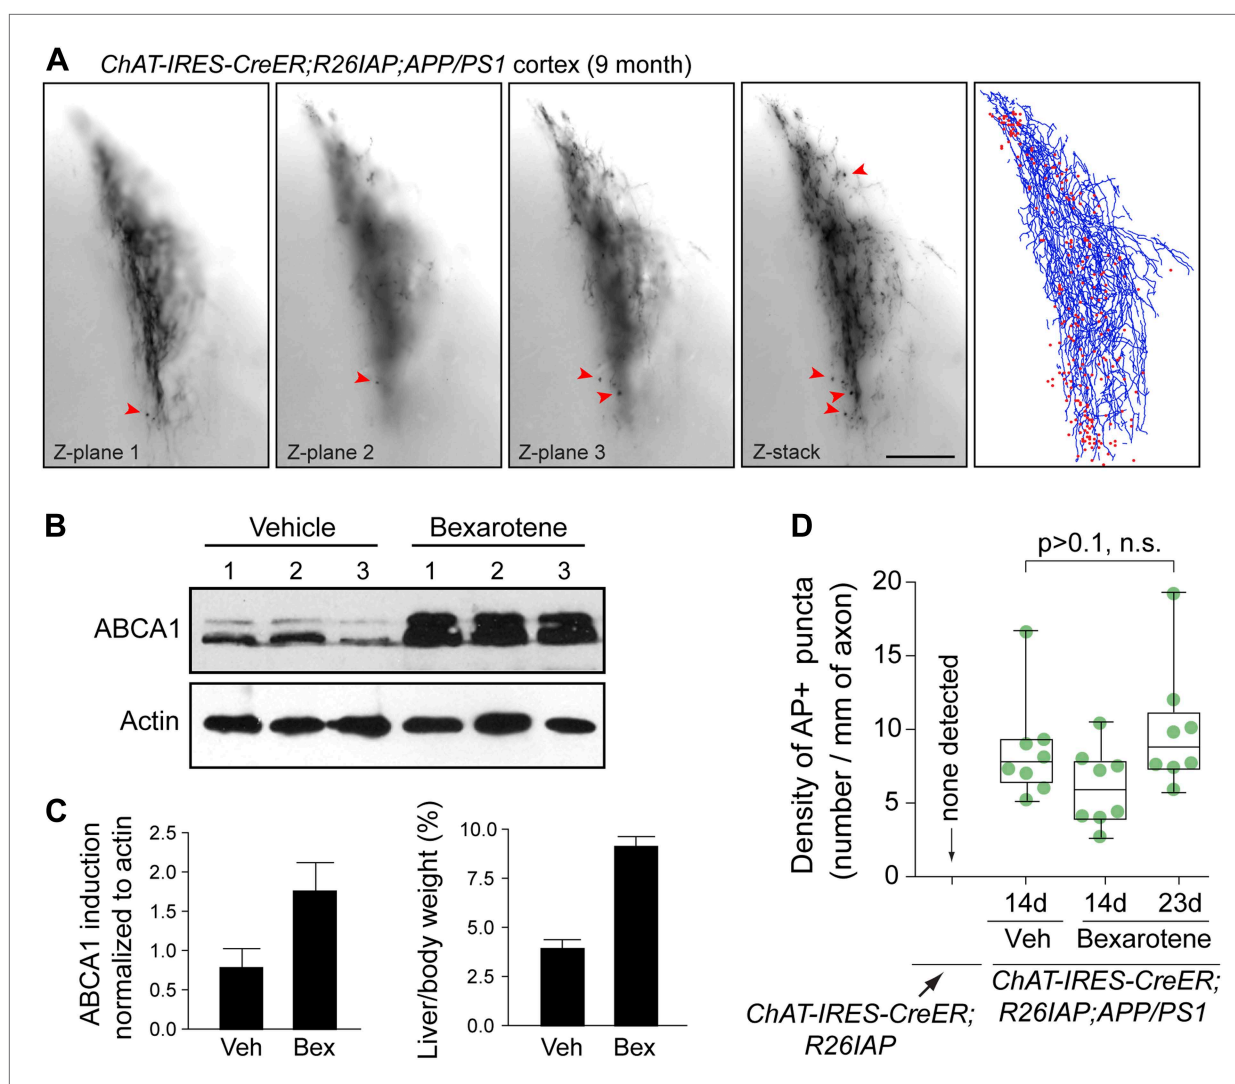 A
ChAT-IRES-CreER;R26IAP;APP/PS1 cortex (9 month)
Z-plane 1
Z-plane 2
Z-plane 3
Z-stack
B
Vehicle
Bexarotene
1 2 3 1 2 3
ABCA1
Actin
C
ABCA1 induction
normalized to actin
2.5
2.0
1.5
1.0
0.5
0.0
Veh Bex
Liver/body weight (%)
10.0
7.5
5.0
2.5
0.0
Veh Bex
D
p>0.1, n.s.
Density of AP+ puncta
(number / mm of axon)
20
15
10
5
0
none detected
14d 14d 23d
Veh Bexarotene
ChAT-IRES-CreER;
R26IAP
ChAT-IRES-CreER;
R26IAP;APP/PS1